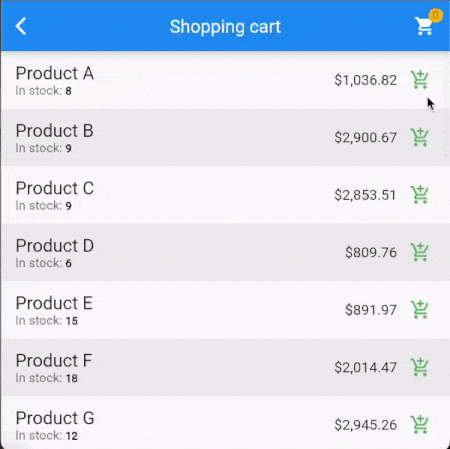 Shopping cart
0
Product A
In stock: 8
$1,036.82
Product B
In stock: 9
$2,900.67
Product C
In stock: 9
$2,853.51
Product D
In stock: 6
$809.76
Product E
In stock: 15
$891.97
Product F
In stock: 18
$2,014.47
Product G
In stock: 12
$2,945.26